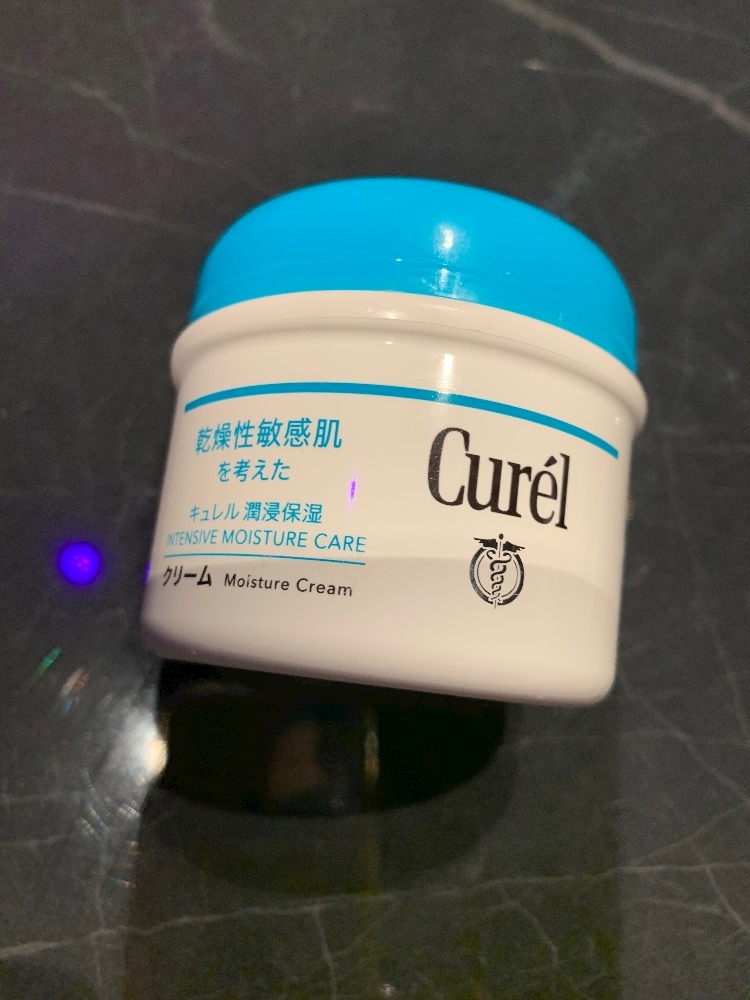 乾燥性敏感肌
を考えた
キュレル 潤浸保湿
INTENSIVE MOISTURE CARE
クリーム Moisture Cream
Curél